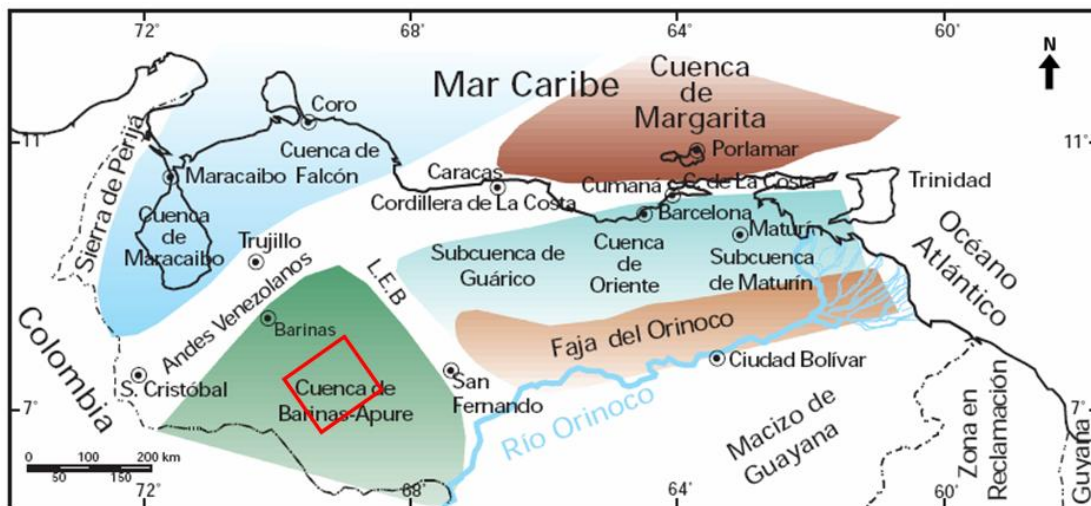 72°
68°
64°
60°
N
Mar Caribe
Cuenca
de
Margarita
Coro
Porlamar
11°
11°
Cuenca de
Falcón
Maracaibo
Sierra de Perijá
Caracas
Cordillera de La Costa
Cumaná
C. de La Costa
Trinidad
Barcelona
Maturín
Cuenca
de
Maracaibo
Trujillo
Subcuenca de
Guárico
Cuenca
de
Oriente
Subcuenca
de Maturín
Océano
Atlántico
L.E.B
Andes Venezolanos
Barinas
Faja del Orinoco
Colombia
S.
Cristóbal
Cuenca de
Barinas-Apure
San
Fernando
Ciudad Bolívar
Río Orinoco
Macizo de
Guayana
Zona en
Reclamación
Guyana
7°
7°
0 100 200 km
50 150
72°
68°
64°
60°